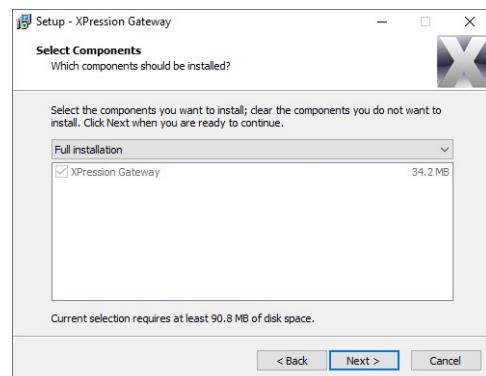 Setup - XPression Gateway
Select Components
Which components should be installed?
Select the components you want to install; clear the components you do not want to
install. Click Next when you are ready to continue.
Full installation
XPression Gateway 34.2 MB
Current selection requires at least 90.8 MB of disk space.
< Back Next > Cancel